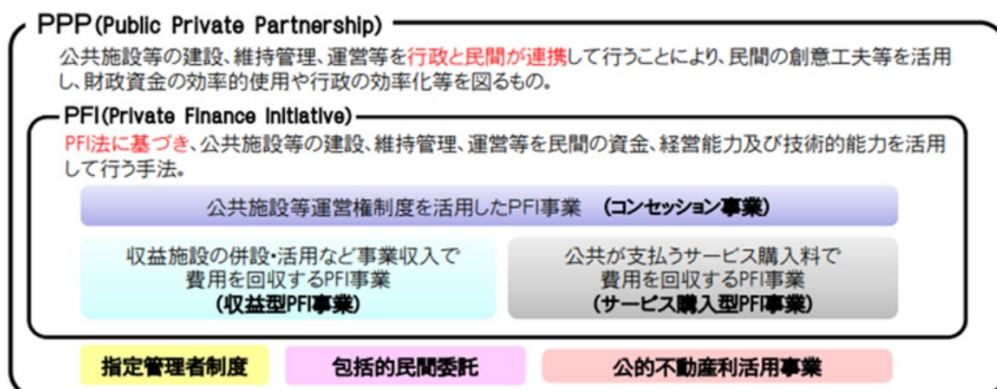 PPP(Public Private Partnership)
公共施設等の建設、維持管理、運営等を行政と民間が連携して行うことにより、民間の創意工夫等を活用
し、財政資金の効率的使用や行政の効率化等を図るもの。
PFI(Private Finance Initiative)
PFI法に基づき、公共施設等の建設、維持管理、運営等を民間の資金、経営能力及び技術的能力を活用
して行う手法。
公共施設等運営権制度を活用したPFI事業 (コンセッション事業)
収益施設の併設・活用など事業収入で
費用を回収するPFI事業
(収益型PFI事業)
公共が支払うサービス購入料で
費用を回収するPFI事業
(サービス購入型PFI事業)
指定管理者制度
包括的民間委託
公的不動産利活用事業